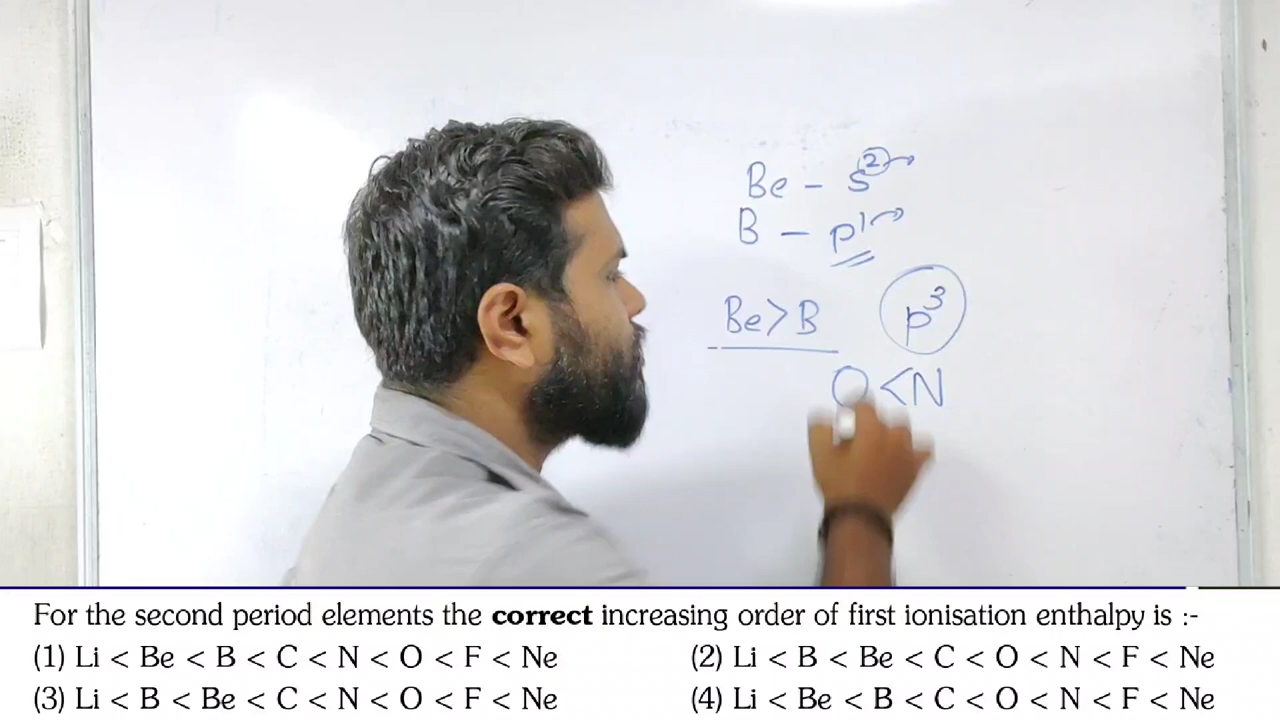 Be – s²→
B – p¹→
Be>B
p³
O<N
For the second period elements the correct increasing order of first ionisation enthalpy is :-
(1) Li < Be < B < C < N < O < F < Ne
(2) Li < B < Be < C < O < N < F < Ne
(3) Li < B < Be < C < N < O < F < Ne
(4) Li < Be < B < C < O < N < F < Ne